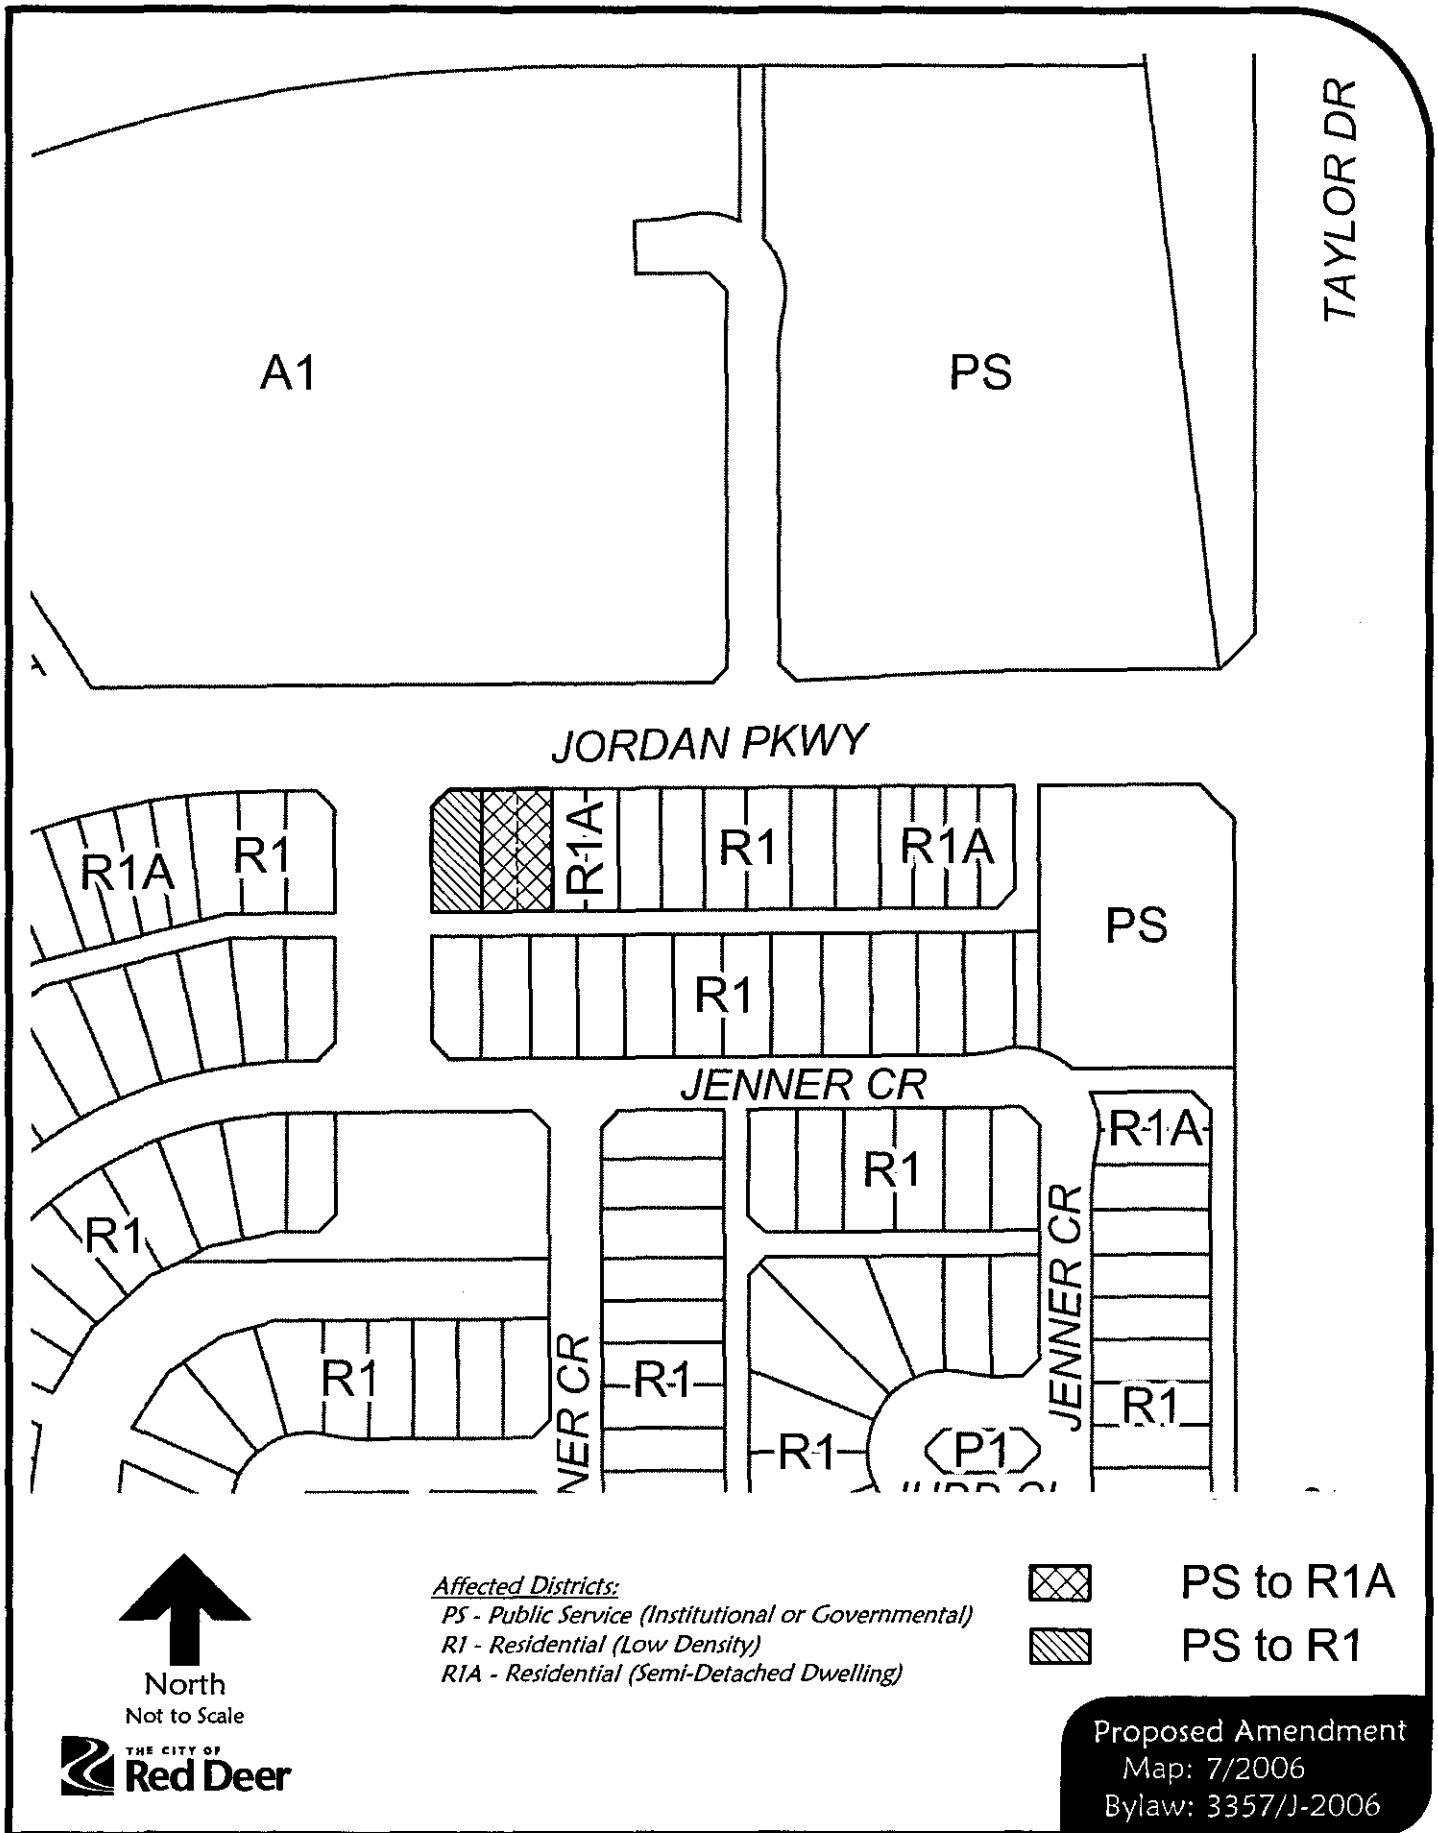 TAYLOR DR
A1
PS
JORDAN PKWY
R1A
R1
R1A
R1
R1A
PS
R1
JENNER CR
R1A
R1
R1
JENNER CR
R1
R1
R1
NER CR
R1
P1
North
Not to Scale
THE CITY OF
Red Deer
Affected Districts:
PS - Public Service (Institutional or Governmental)
R1 - Residential (Low Density)
R1A - Residential (Semi-Detached Dwelling)
PS to R1A
PS to R1
Proposed Amendment
Map: 7/2006
Bylaw: 3357/J-2006